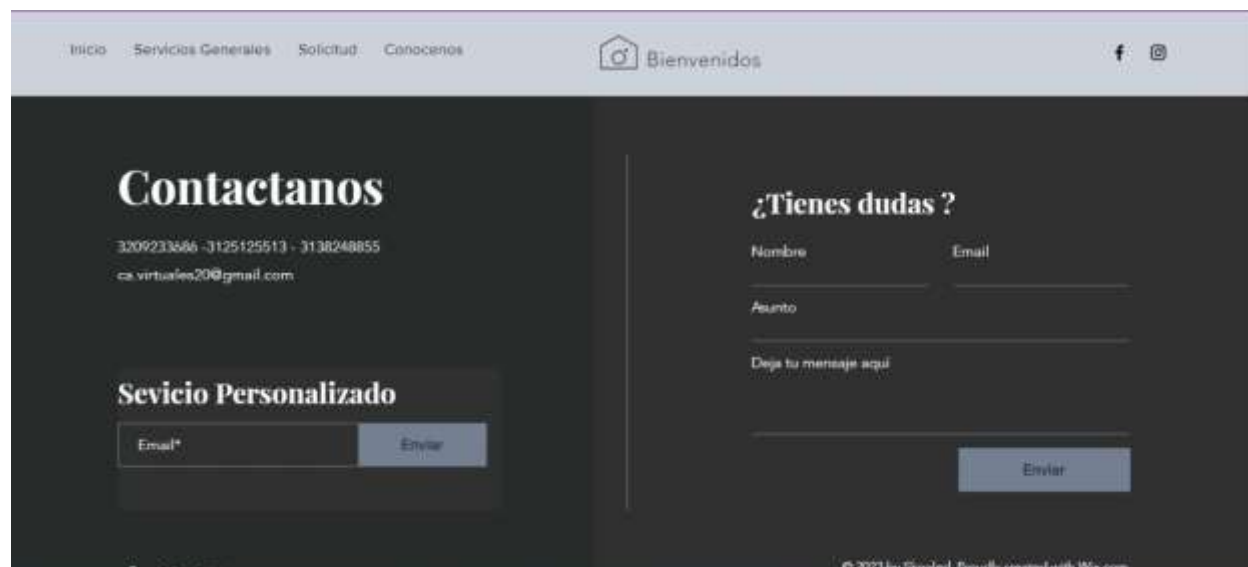 Inicio Servicios Generales Solicitud Conocenos
Bienvenidos
Contactanos
3209233686 -3125125513 - 3138248855
ca.virtuales20@gmail.com
Sevicio Personalizado
Email*
Enviar
¿Tienes dudas ?
Nombre Email
Asunto
Deja tu mensaje aquí
Enviar